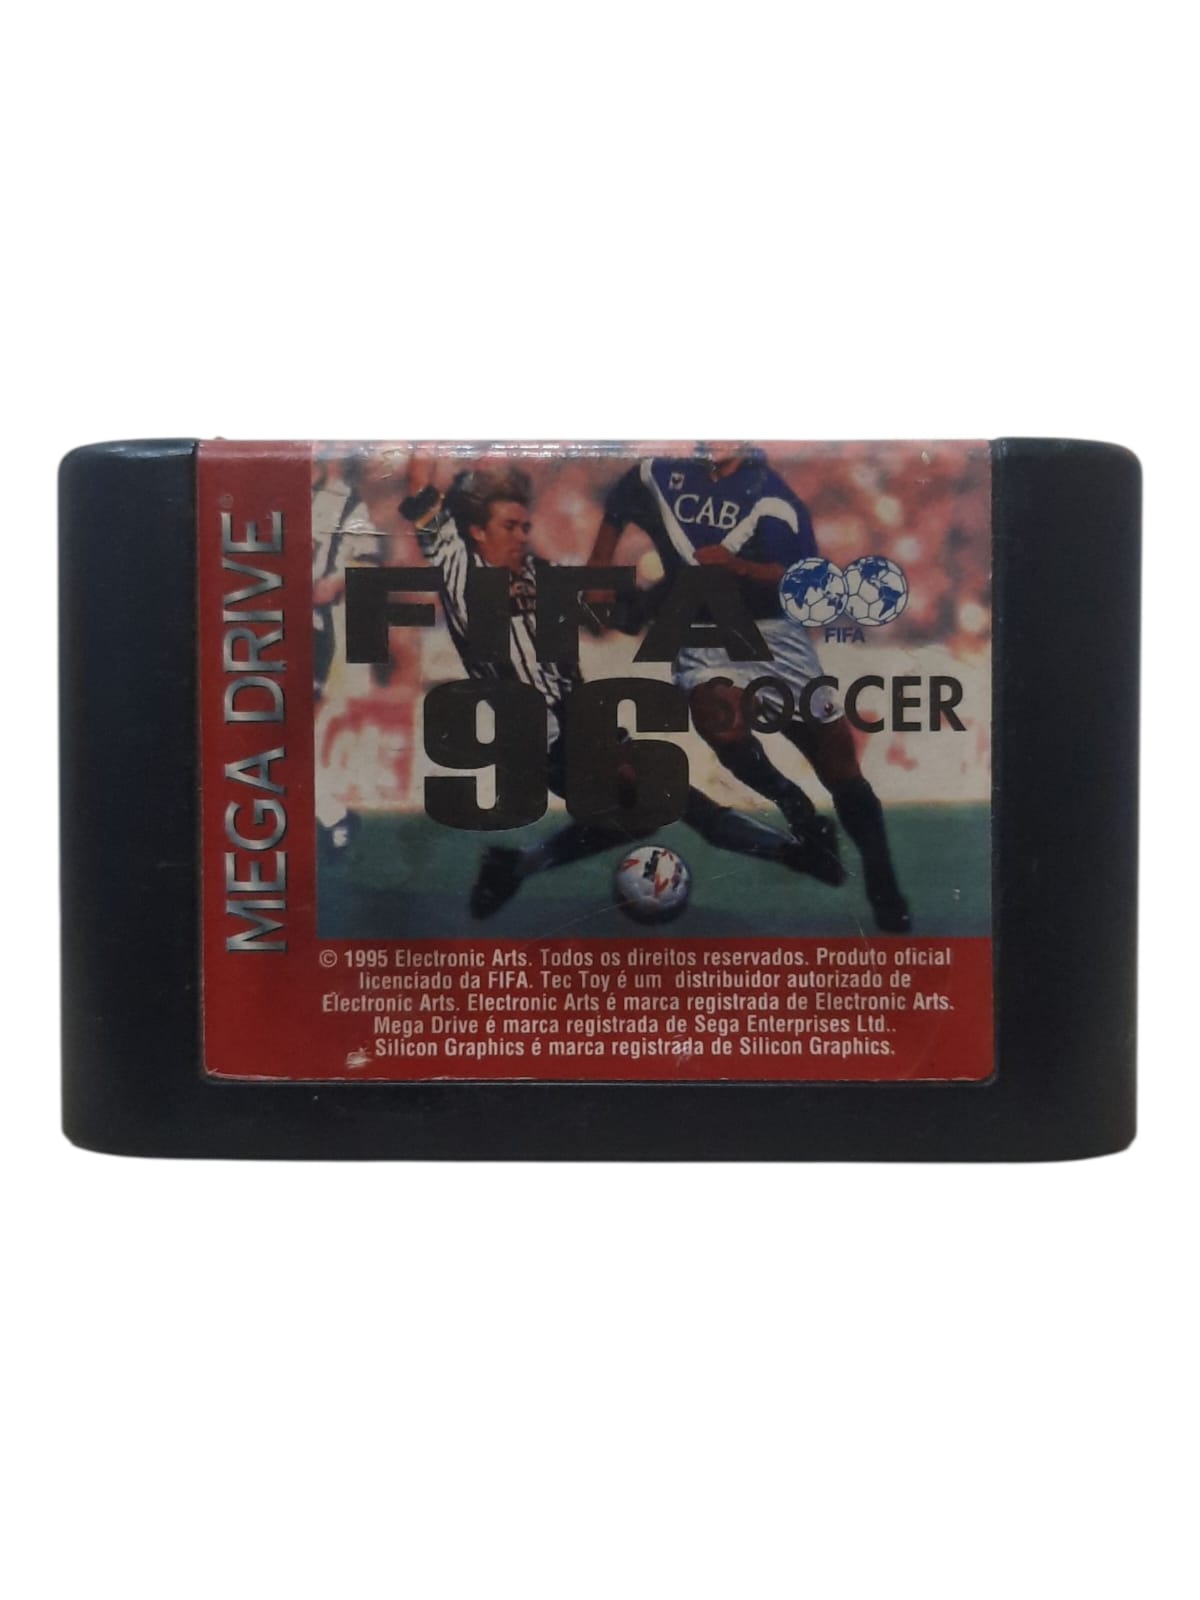 MEGA DRIVE®
CAB
FIFA
FIFA
96 SOCCER
© 1995 Electronic Arts. Todos os direitos reservados. Produto oficial
licenciado da FIFA. Tec Toy é um distribuidor autorizado de
Electronic Arts. Electronic Arts é marca registrada de Electronic Arts.
Mega Drive é marca registrada de Sega Enterprises Ltd..
Silicon Graphics é marca registrada de Silicon Graphics.